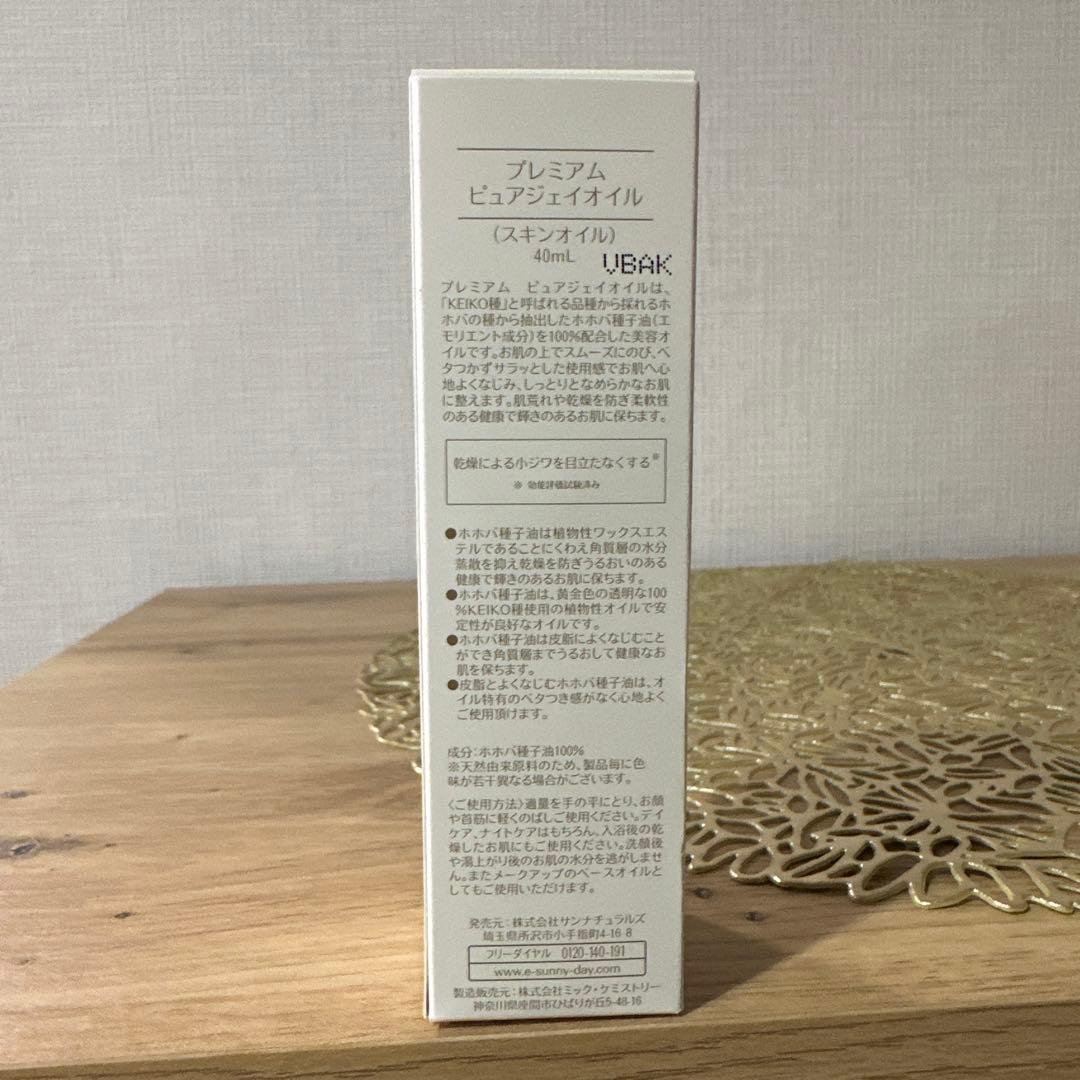 プレミアム
ピュアジェイオイル
(スキンオイル)
40mL
VBAK
プレミアム　ピュアジェイオイルは、
「KEIKO種」と呼ばれる品種から採れるホ
ホバの種から抽出したホホバ種子油(エ
モリエント成分)を100%配合した美容オ
イルです。お肌の上でスムーズにのび、ベ
タつかずサラッとした使用感でお肌へ心
地よくなじみ、しっとりとなめらかなお肌
に整えます。肌荒れや乾燥を防ぎ柔軟性
のある健康で輝きのあるお肌に保ちます。
乾燥による小ジワを目立たなくする※
※ 効能評価試験済み
●ホホバ種子油は植物性ワックスエス
テルであることにくわえ角質層の水分
蒸散を抑え乾燥を防ぎうるおいのある
健康で輝きのあるお肌に保ちます。
●ホホバ種子油は、黄金色の透明な100
%KEIKO種使用の植物性オイルで安
定性が良好なオイルです。
●ホホバ種子油は皮脂によくなじむこと
ができ角質層までうるおして健康なお
肌を保ちます。
●皮脂とよくなじむホホバ種子油は、オ
イル特有のベタつき感がなく心地よく
ご使用頂けます。
成分:ホホバ種子油100%
※天然由来原料のため、製品毎に色
味が若干異なる場合がございます。
〈ご使用方法〉適量を手の平にとり、お顔
や首筋に軽くのばしご使用ください。デイ
ケア、ナイトケアはもちろん、入浴後の乾
燥したお肌にもご使用ください。洗顔後
や湯上がり後のお肌の水分を逃がしませ
ん。またメークアップのベースオイルと
してもご使用いただけます。
発売元:株式会社サンナチュラルズ
埼玉県所沢市小手指町4-16-8
フリーダイヤル 0120-140-191
www.e-sunny-day.com
製造販売元:株式会社ミック・ケミストリー
神奈川県座間市ひばりが丘5-48-16